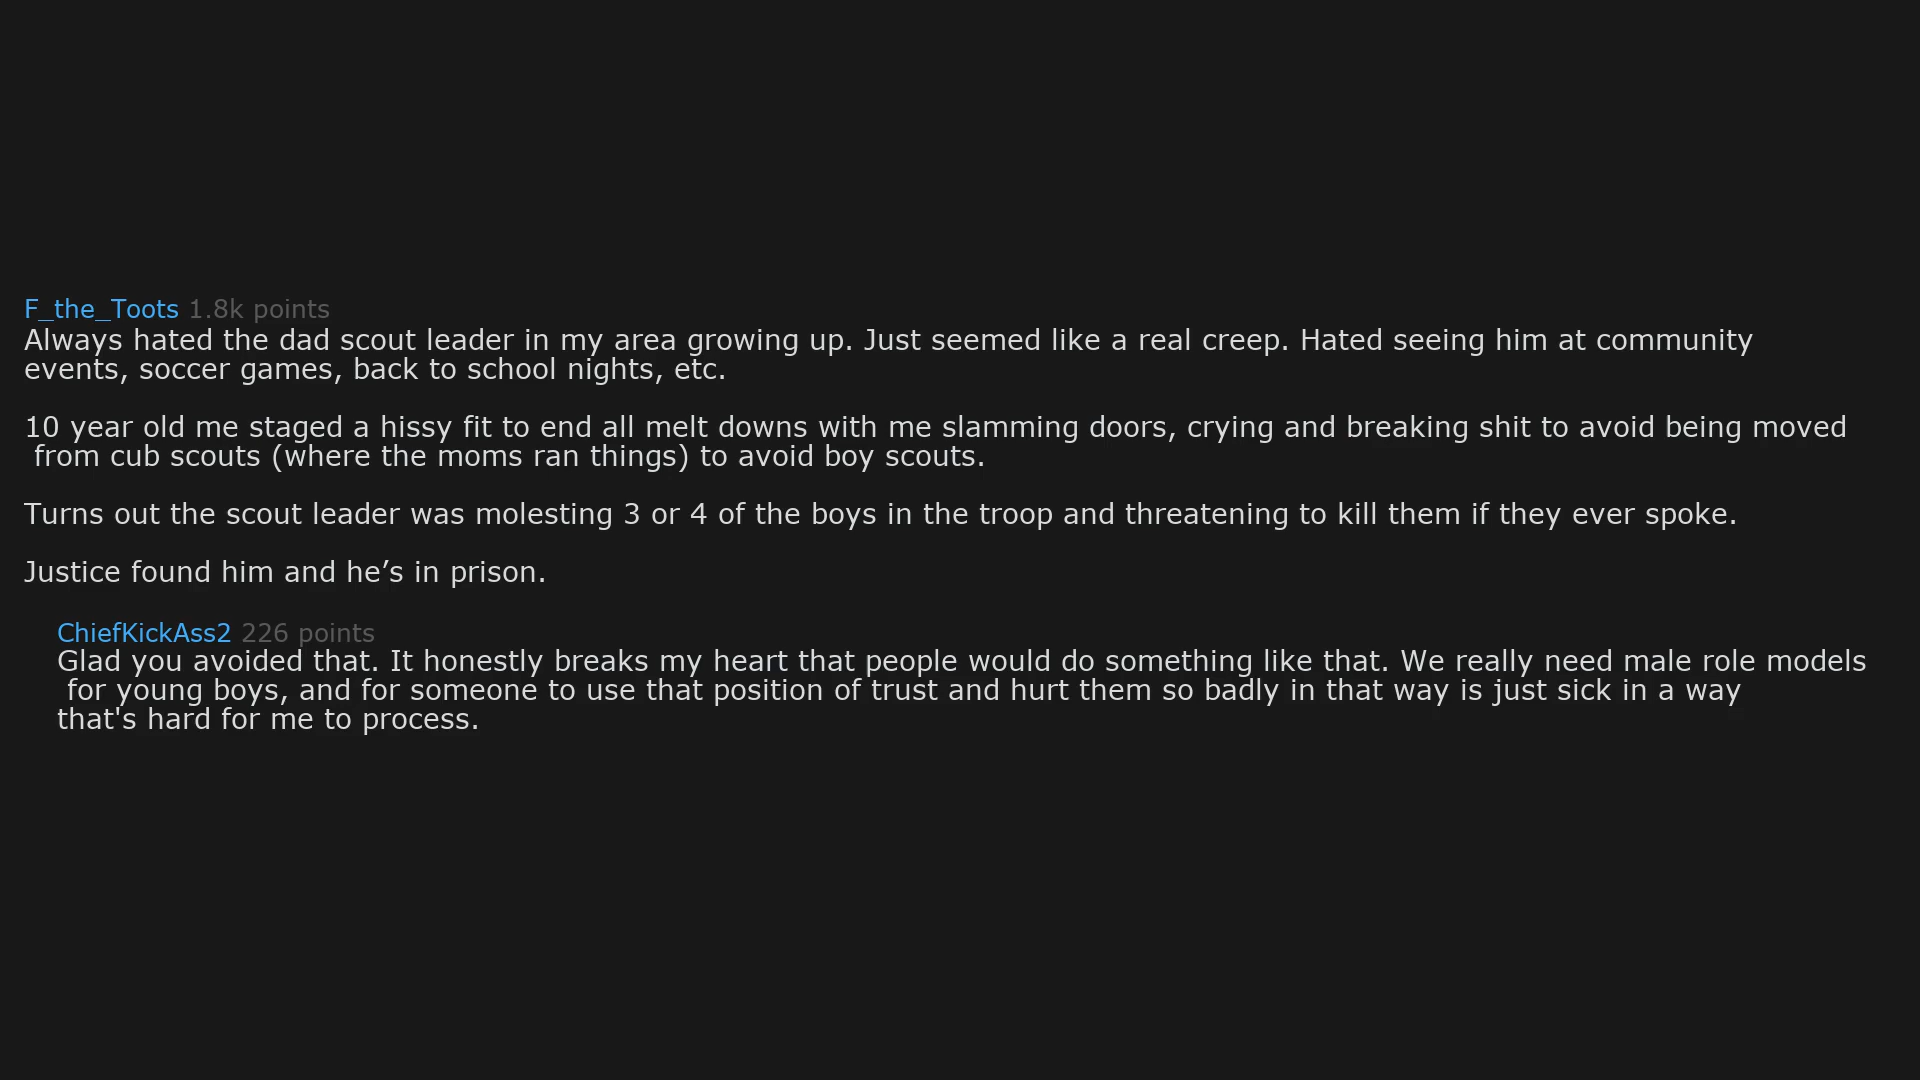 F_the_Toots 1.8k points
Always hated the dad scout leader in my area growing up. Just seemed like a real creep. Hated seeing him at community
events, soccer games, back to school nights, etc.
10 year old me staged a hissy fit to end all melt downs with me slamming doors, crying and breaking shit to avoid being moved
from cub scouts (where the moms ran things) to avoid boy scouts.
Turns out the scout leader was molesting 3 or 4 of the boys in the troop and threatening to kill them if they ever spoke.
Justice found him and he’s in prison.
ChiefKickAss2 226 points
Glad you avoided that. It honestly breaks my heart that people would do something like that. We really need male role models
for young boys, and for someone to use that position of trust and hurt them so badly in that way is just sick in a way
that's hard for me to process.